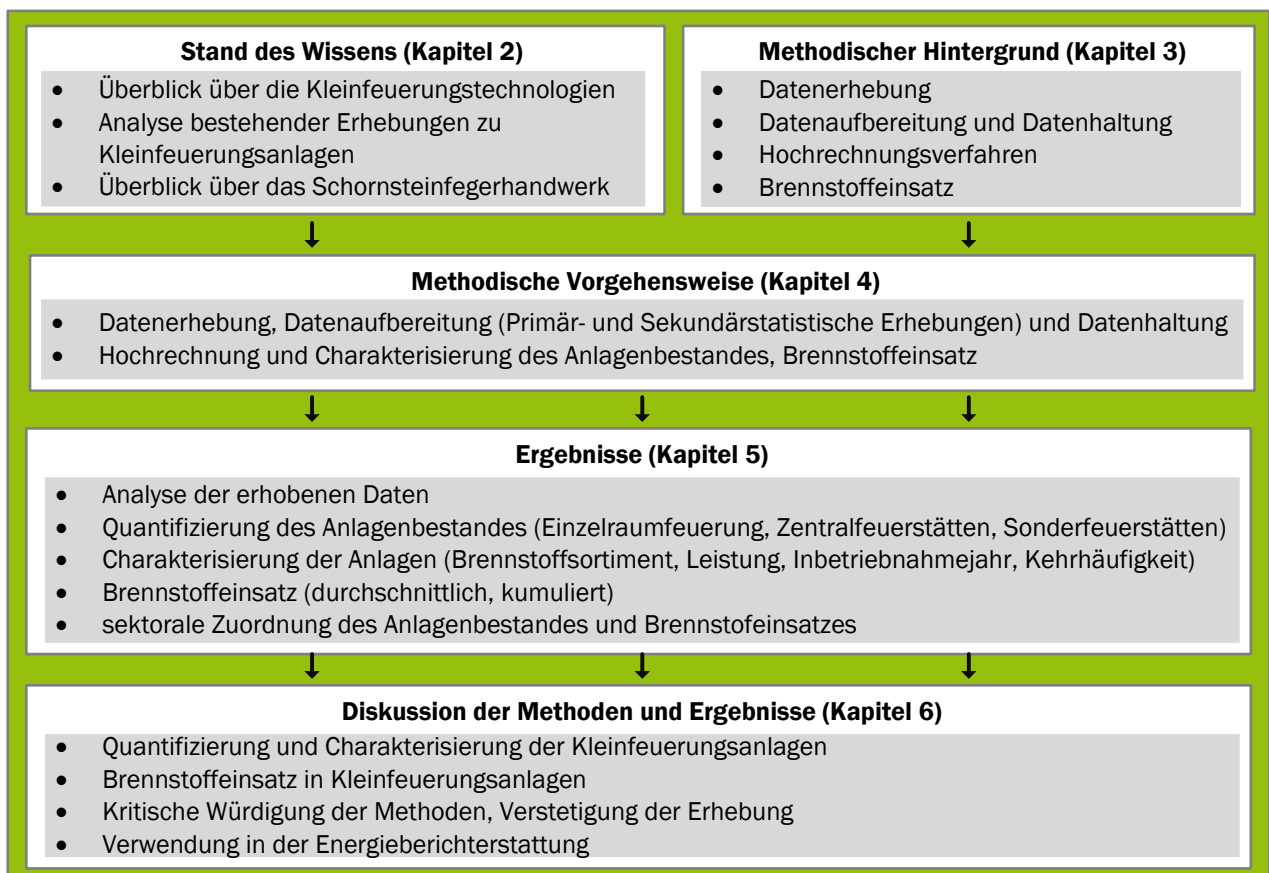 Stand des Wissens (Kapitel 2)
• Überblick über die Kleinfeuerungstechnologien
• Analyse bestehender Erhebungen zu
Kleinfeuerungsanlagen
• Überblick über das Schornsteinfegerhandwerk
Methodischer Hintergrund (Kapitel 3)
• Datenerhebung
• Datenaufbereitung und Datenhaltung
• Hochrechnungsverfahren
• Brennstoffeinsatz
Methodische Vorgehensweise (Kapitel 4)
• Datenerhebung, Datenaufbereitung (Primär- und Sekundärstatistische Erhebungen) und Datenhaltung
• Hochrechnung und Charakterisierung des Anlagenbestandes, Brennstoffeinsatz
Ergebnisse (Kapitel 5)
• Analyse der erhobenen Daten
• Quantifizierung des Anlagenbestandes (Einzelraumfeuerung, Zentralfeuerstätten, Sonderfeuerstätten)
• Charakterisierung der Anlagen (Brennstoffsortiment, Leistung, Inbetriebnahmejahr, Kehrhäufigkeit)
• Brennstoffeinsatz (durchschnittlich, kumuliert)
• sektorale Zuordnung des Anlagenbestandes und Brennstofeinsatzes
Diskussion der Methoden und Ergebnisse (Kapitel 6)
• Quantifizierung und Charakterisierung der Kleinfeuerungsanlagen
• Brennstoffeinsatz in Kleinfeuerungsanlagen
• Kritische Würdigung der Methoden, Verstetigung der Erhebung
• Verwendung in der Energieberichterstattung